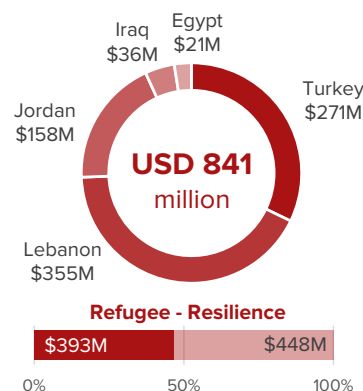 Egypt
$21M
Iraq
$36M
Turkey
$271M
Jordan
$158M
USD 841
million
Lebanon
$355M
Refugee - Resilience
$393M $448M
0% 50% 100%